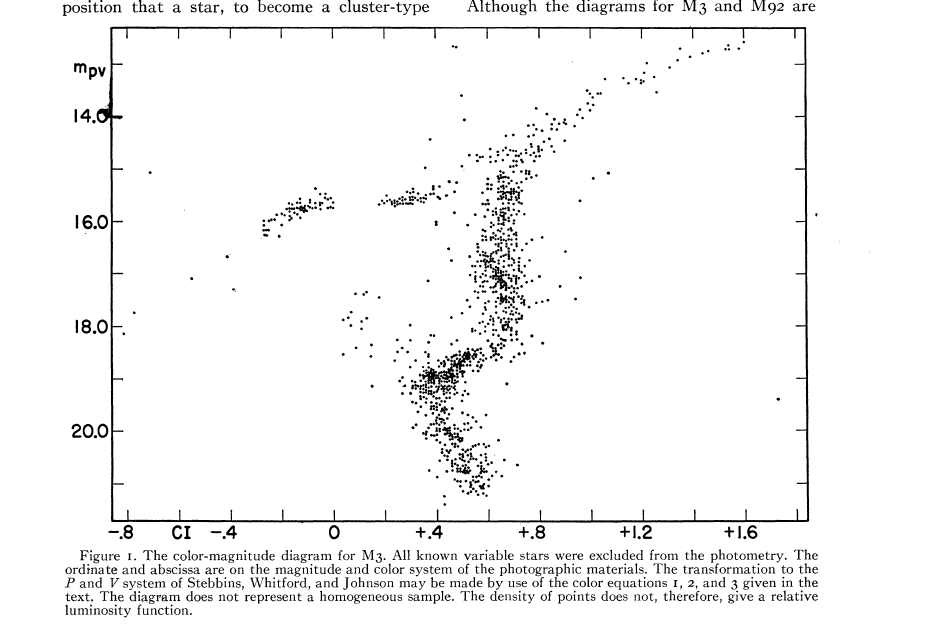 position that a star, to become a cluster-type
Although the diagrams for M3 and M92 are
mpv
14.0
16.0
18.0
20.0
-.8 CI -.4 0 +.4 +.8 +1.2 +1.6
Figure 1. The color-magnitude diagram for M3. All known variable stars were excluded from the photometry. The
ordinate and abscissa are on the magnitude and color system of the photographic materials. The transformation to the
P and V system of Stebbins, Whitford, and Johnson may be made by use of the color equations 1, 2, and 3 given in the
text. The diagram does not represent a homogeneous sample. The density of points does not, therefore, give a relative
luminosity function.